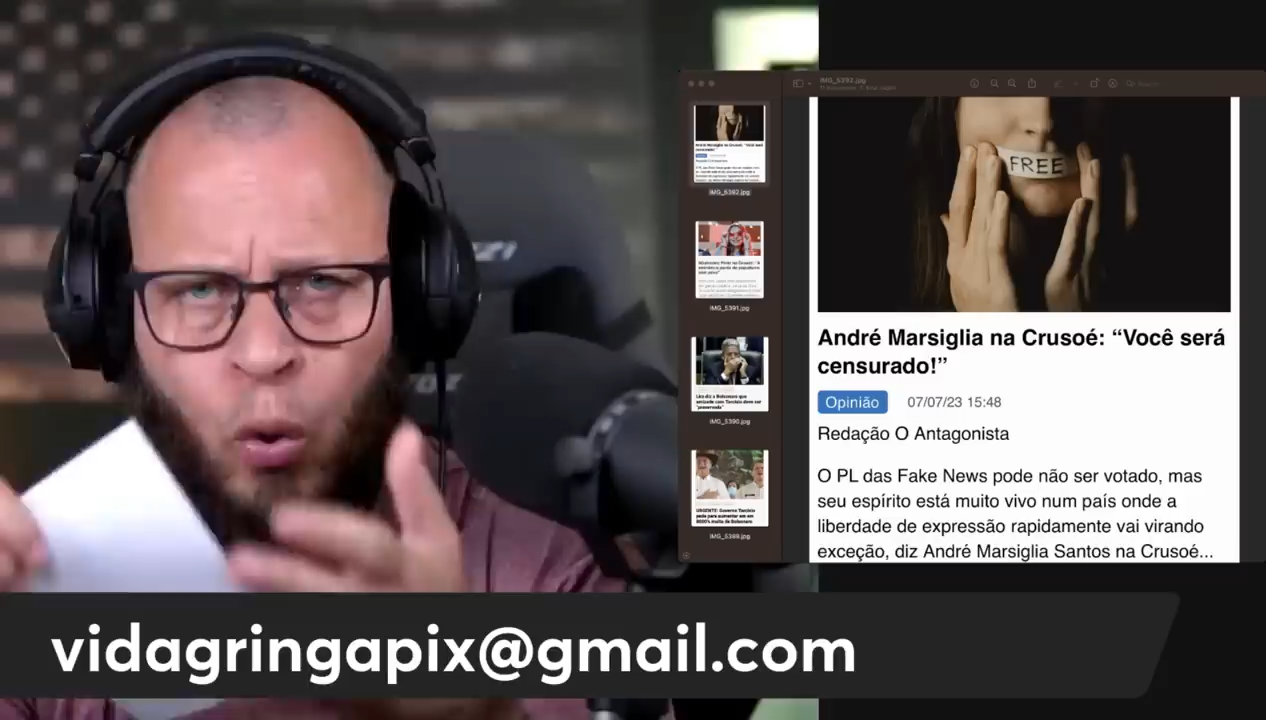 IMG_5392.jpg
FREE
IMG_5392.jpg
IMG_5391.jpg
IMG_5390.jpg
IMG_5389.jpg
André Marsiglia na Crusoé: “Você será
censurado!”
Opinião 07/07/23 15:48
Redação O Antagonista
O PL das Fake News pode não ser votado, mas
seu espírito está muito vivo num país onde a
liberdade de expressão rapidamente vai virando
exceção, diz André Marsiglia Santos na Crusoé...
vidagringapix@gmail.com